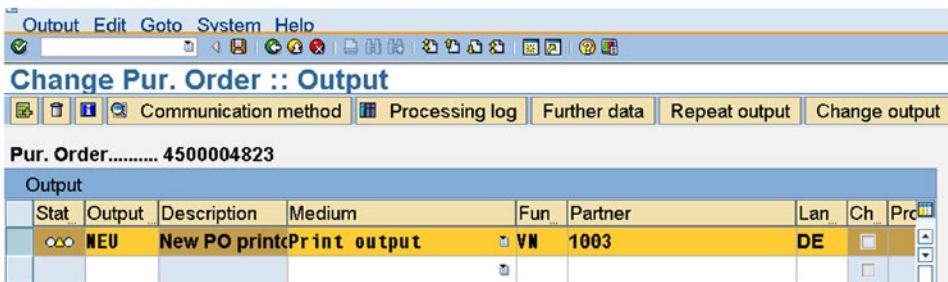 Output Edit Goto System Help
Change Pur. Order :: Output
Communication method Processing log Further data Repeat output Change output
Pur. Order.......... 4500004823
Output
Stat Output Description Medium Fun Partner Lan Ch Prc
NEU New PO printo Print output VN 1003 DE